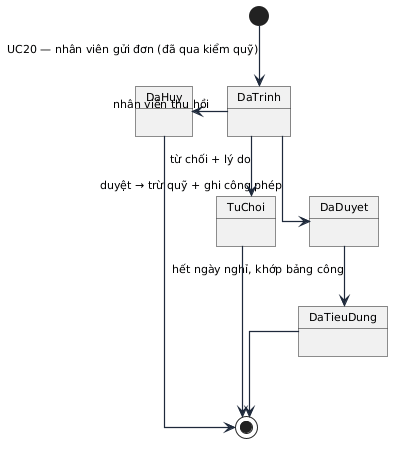 UC20 — nhân viên gửi đơn (đã qua kiểm quỹ)
DaHuy
DaTrinh
nhân viên thu hồi
từ chối + lý do
duyệt → trừ quỹ + ghi công phép
TuChoi
DaDuyet
hết ngày nghỉ, khớp bảng công
DaTieuDung